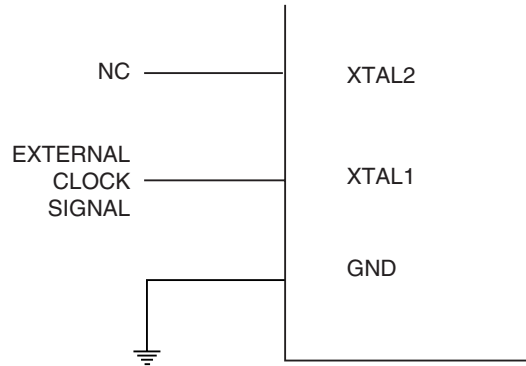 NC
XTAL2
EXTERNAL
CLOCK
SIGNAL
XTAL1
GND